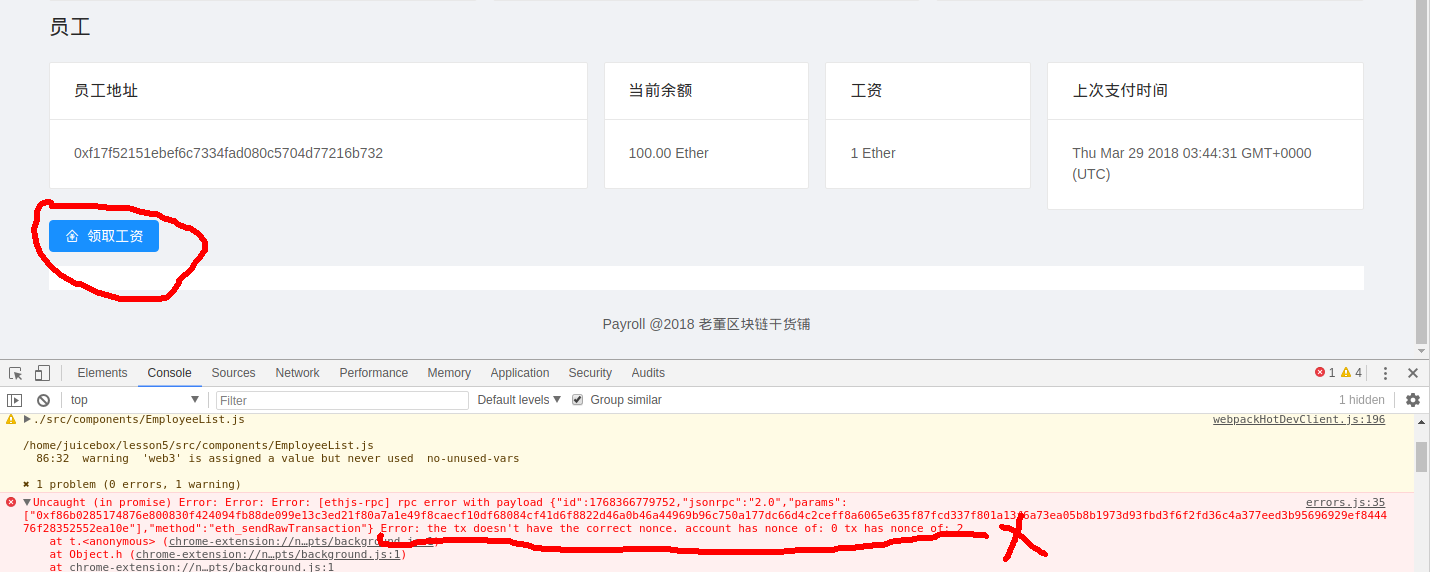 员工
员工地址 当前余额 工资 上次支付时间
0xf17f52151ebef6c7334fad080c5704d77216b732 100.00 Ether 1 Ether Thu Mar 29 2018 03:44:31 GMT+0000
(UTC)
领取工资
Payroll @2018 老董区块链干货铺
Elements Console Sources Network Performance Memory Application Security Audits 1 4
top Filter Default levels Group similar 1 hidden
./src/components/EmployeeList.js webpackHotDevClient.js:196
/home/juicebox/lesson5/src/components/EmployeeList.js
86:32 warning 'web3' is assigned a value but never used no-unused-vars
✖ 1 problem (0 errors, 1 warning)
Uncaught (in promise) Error: Error: Error: [ethjs-rpc] rpc error with payload {"id":1768366779752,"jsonrpc":"2.0","params": errors.js:35
76f28352552ea10e"],"method":"eth_sendRawTransaction"} Error: the tx doesn't have the correct nonce. account has nonce of: 0 tx has nonce of: 2
at t.<anonymous> (chrome-extension://n…pts/background.js:1)
at Object.h (chrome-extension://n…pts/background.js:1)
at chrome-extension://n…pts/background.js:1